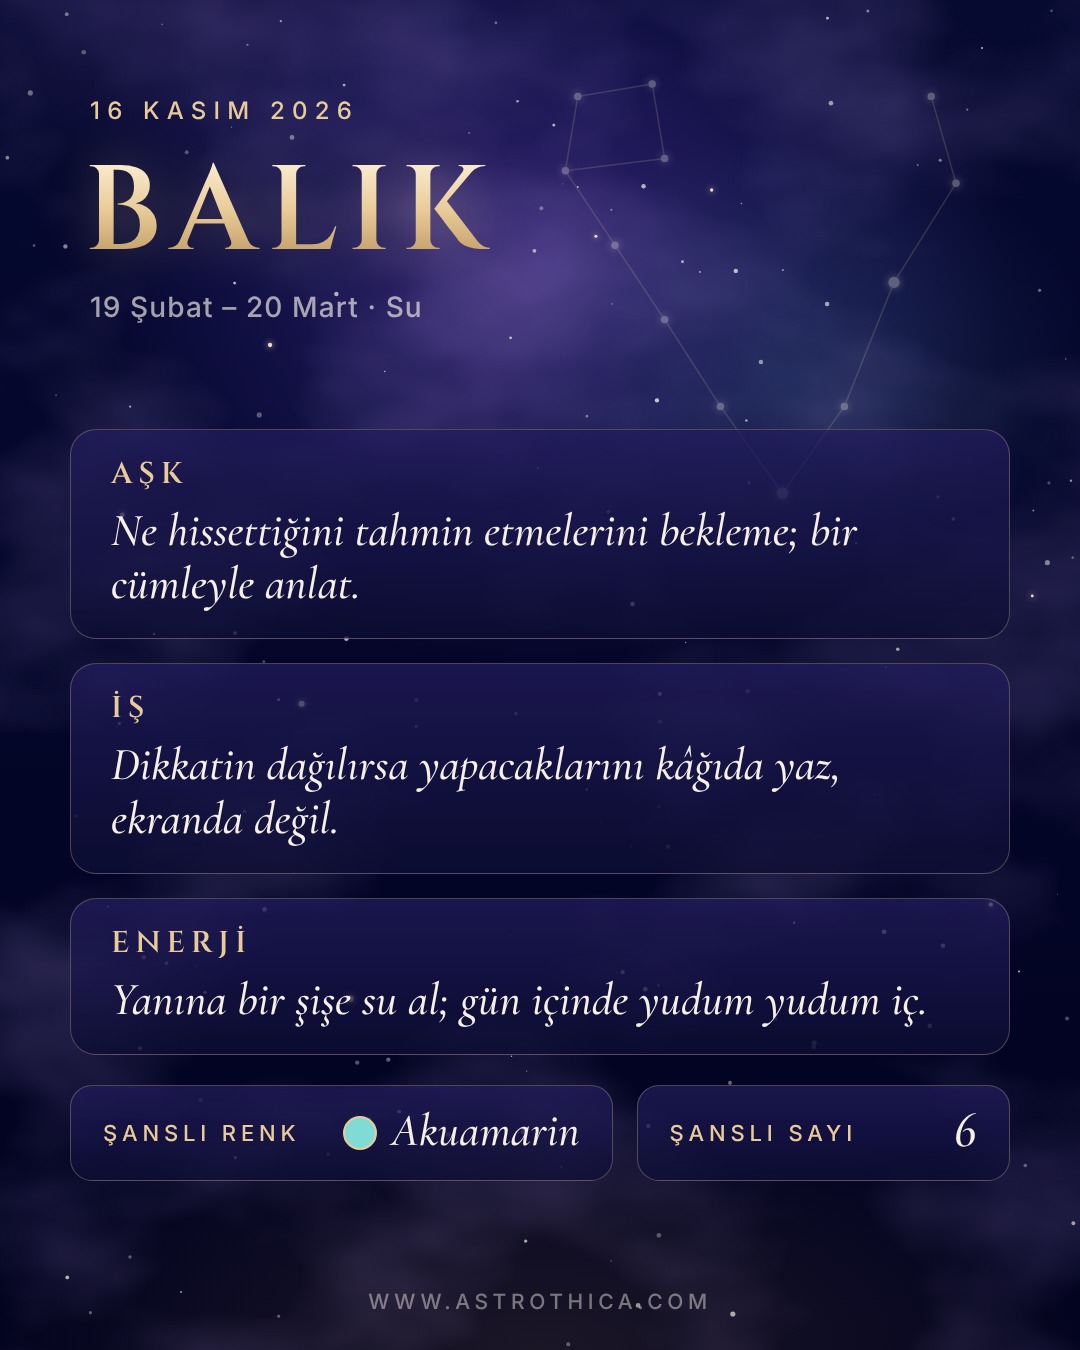 16 KASIM 2026
BALIK
19 Şubat – 20 Mart · Su
AŞK
Ne hissettiğini tahmin etmelerini bekleme; bir
cümleyle anlat.
İŞ
Dikkatin dağılırsa yapacaklarını kâğıda yaz,
ekranda değil.
ENERJİ
Yanına bir şişe su al; gün içinde yudum yudum iç.
ŞANSLI RENK Akuamarin
ŞANSLI SAYI 6
WWW.ASTROTHICA.COM